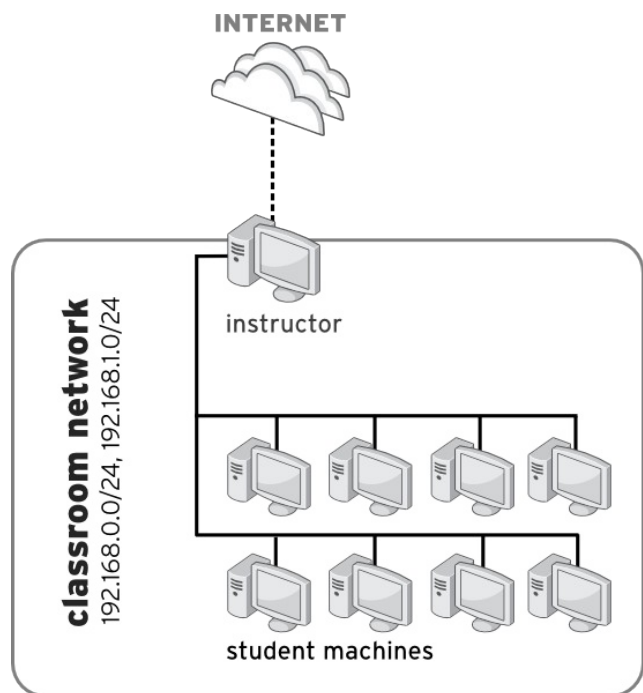 INTERNET
instructor
classroom network
192.168.0.0/24, 192.168.1.0/24
student machines